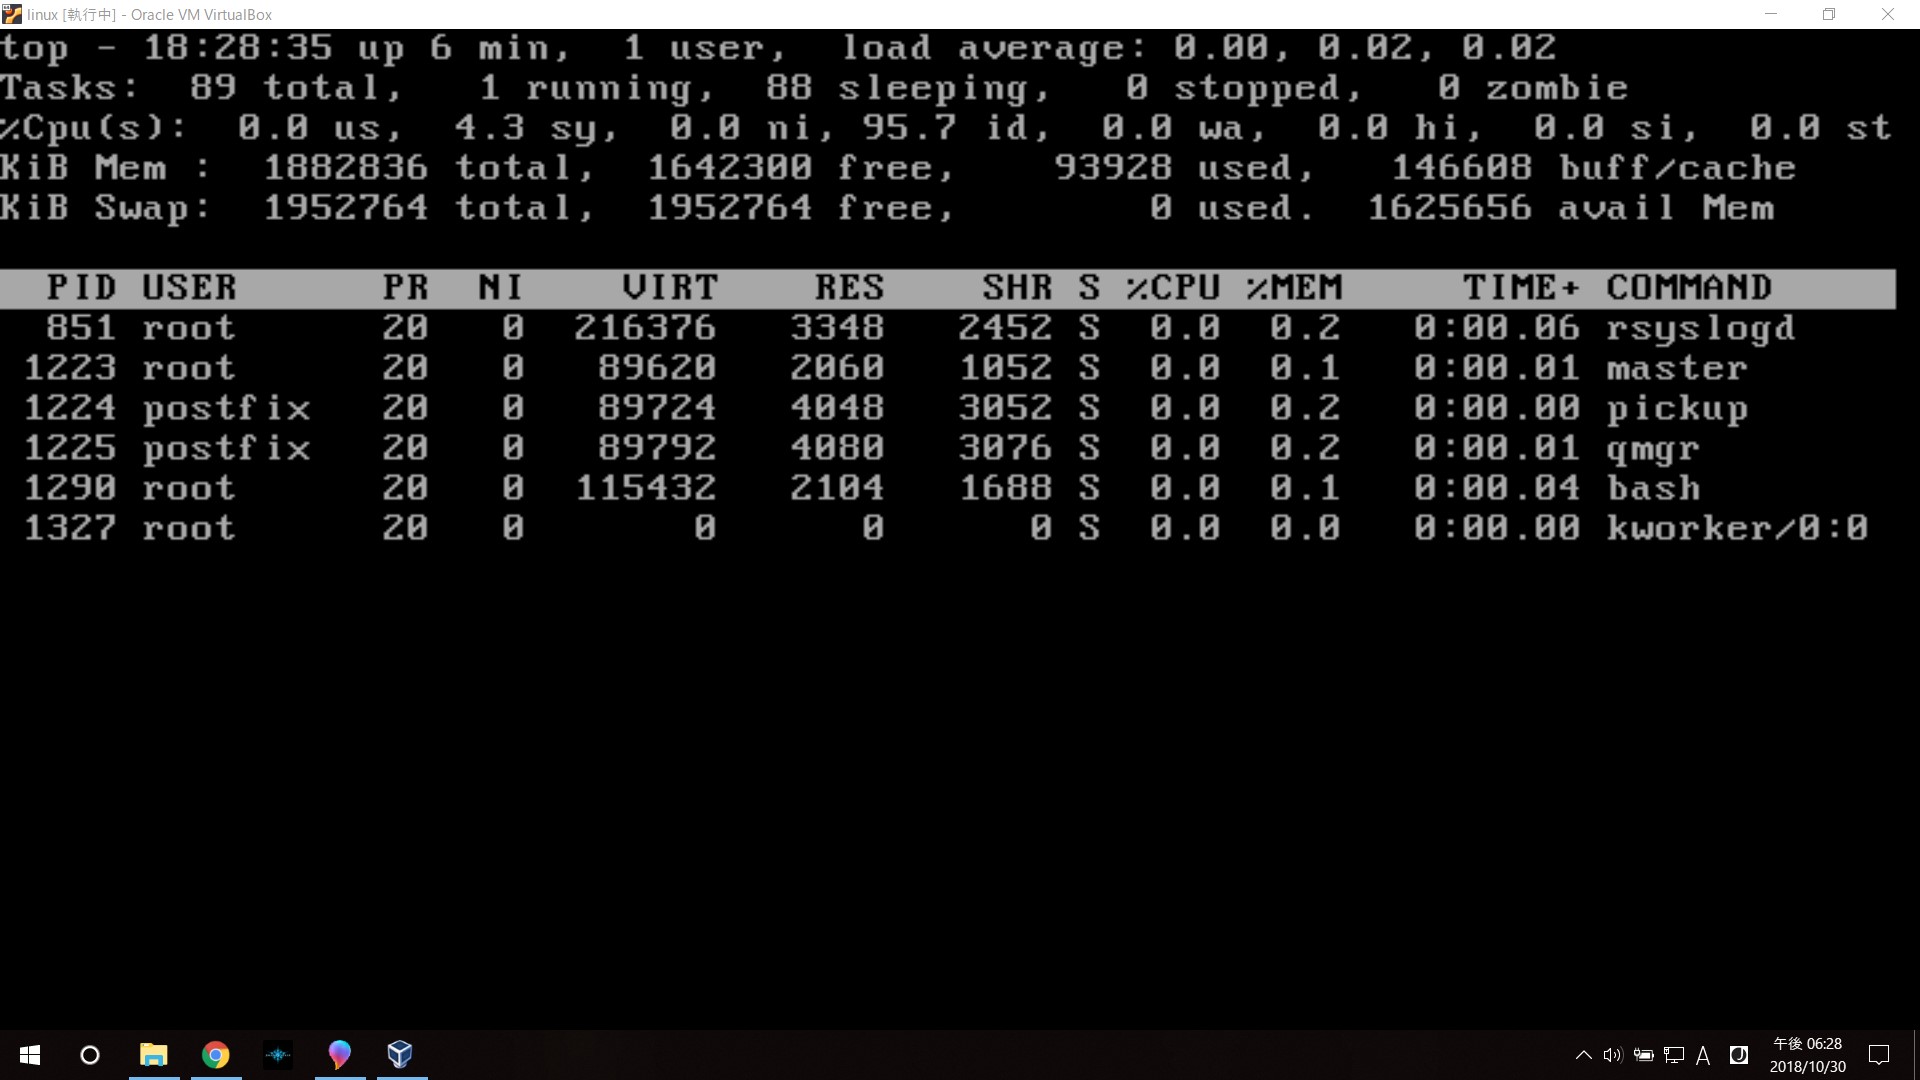 linux [執行中] - Oracle VM VirtualBox
top - 18:28:35 up 6 min,  1 user,  load average: 0.00, 0.02, 0.02
Tasks:  89 total,   1 running,  88 sleeping,   0 stopped,   0 zombie
%Cpu(s):  0.0 us,  4.3 sy,  0.0 ni, 95.7 id,  0.0 wa,  0.0 hi,  0.0 si,  0.0 st
KiB Mem :  1882836 total,  1642300 free,    93928 used,   146608 buff/cache
KiB Swap:  1952764 total,  1952764 free,        0 used.  1625656 avail Mem
PID USER      PR  NI    VIRT    RES    SHR S %CPU %MEM     TIME+ COMMAND
851 root      20   0  216376   3348   2452 S  0.0  0.2   0:00.06 rsyslogd
1223 root      20   0   89620   2060   1052 S  0.0  0.1   0:00.01 master
1224 postfix   20   0   89724   4048   3052 S  0.0  0.2   0:00.00 pickup
1225 postfix   20   0   89792   4080   3076 S  0.0  0.2   0:00.01 qmgr
1290 root      20   0  115432   2104   1688 S  0.0  0.1   0:00.04 bash
1327 root      20   0       0      0      0 S  0.0  0.0   0:00.00 kworker/0:0
A
J
午後 06:28
2018/10/30